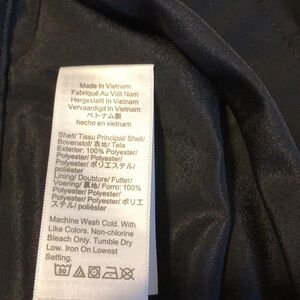 Made In Vietnam
Fabriqué Au Viêt Nam
Hergestellt In Vietnam
Vervaardigd In Vietnam
ベトナム製
hecho en vietnam
Shell/ Tissu Principal/ Shell/
Bovenstof/ 表地/ Tela
Exterior: 100% Polyester/
Polyester/ Polyester/
Polyester/ ポリエステ
ル/ poliéster
Lining/ Doublure/ Futter/
Voering/ 裏地/ Forro: 100%
Polyester/ Polyester/
Polyester/ Polyester/ ポリエ
ステル/ poliéster
Machine Wash Cold. With
Like Colors. Non-chlorine
Bleach Only. Tumble Dry
Low. Iron On Lowest
Setting.
30